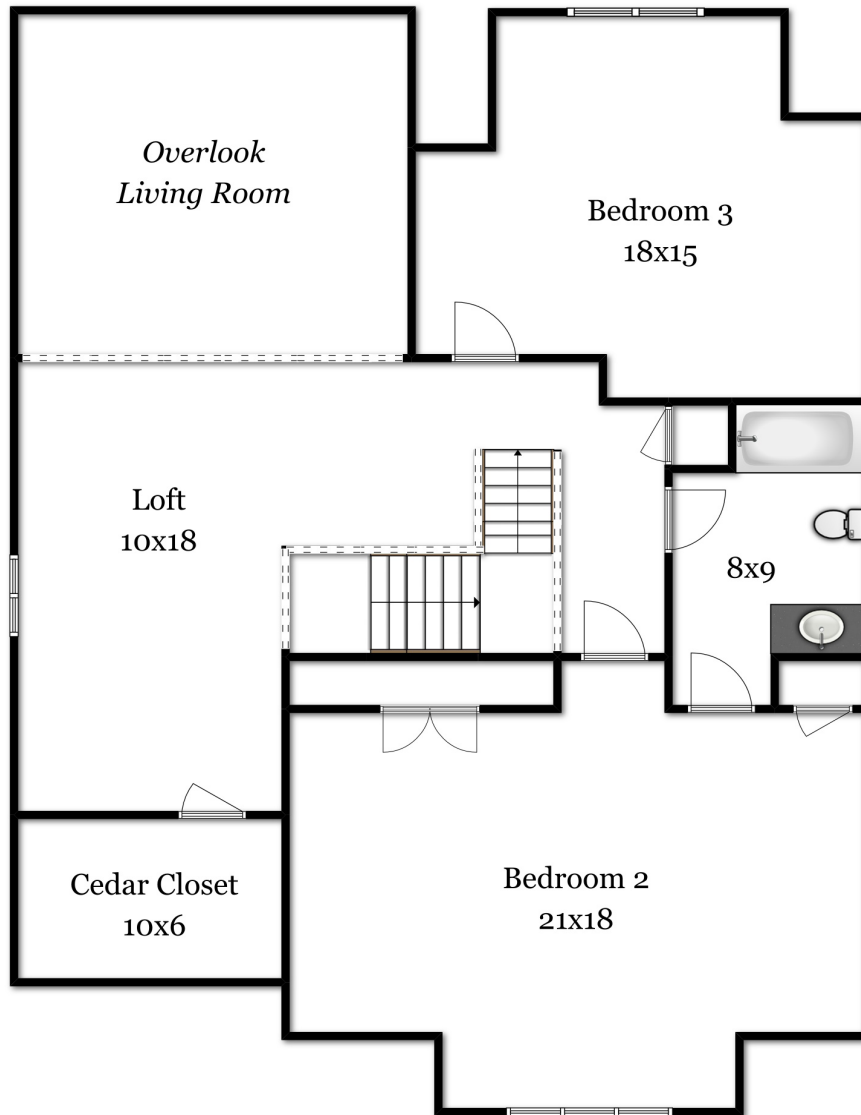 Overlook
Living Room
Bedroom 3
18x15
Loft
10x18
8x9
Cedar Closet
10x6
Bedroom 2
21x18